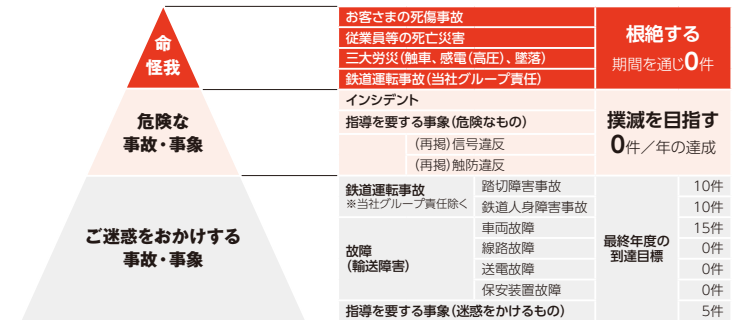 命
怪我
危険な
事故・事象
ご迷惑をおかけする
事故・事象
お客さまの死傷事故
従業員等の死亡災害
三大労災（触車、感電（高圧）、墜落）
鉄道運転事故（当社グループ責任）
根絶する
期間を通じ0件
インシデント
指導を要する事象（危険なもの）
（再掲）信号違反
（再掲）触防違反
撲滅を目指す
0件／年の達成
鉄道運転事故
※当社グループ責任除く
踏切障害事故
鉄道人身障害事故
故障
（輸送障害）
車両故障
線路故障
送電故障
保安装置故障
指導を要する事象（迷惑をかけるもの）
最終年度の
到達目標
10件
10件
15件
0件
0件
0件
5件